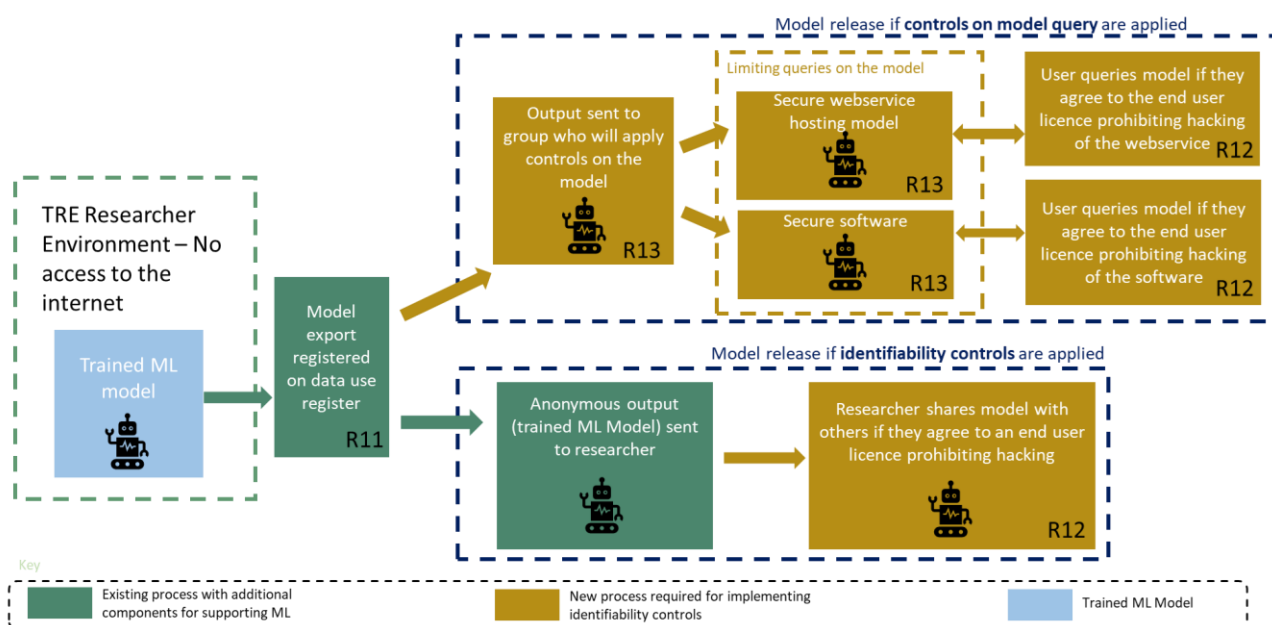 Model release if controls on model query are applied
Limiting queries on the model
Output sent to
group who will apply
controls on the
model
R13
Secure webservice
hosting model
R13
User queries model if they
agree to the end user
licence prohibiting hacking
of the webservice
R12
Secure software
R13
User queries model if they
agree to the end user
licence prohibiting hacking
of the software
R12
TRE Researcher
Environment – No
access to the
internet
Trained ML
model
Model
export
registered
on data use
register
R11
Model release if identifiability controls are applied
Anonymous output
(trained ML Model) sent
to researcher
Researcher shares model with
others if they agree to an end user
licence prohibiting hacking
R12
Key
Existing process with additional
components for supporting ML
New process required for implementing
identifiability controls
Trained ML Model